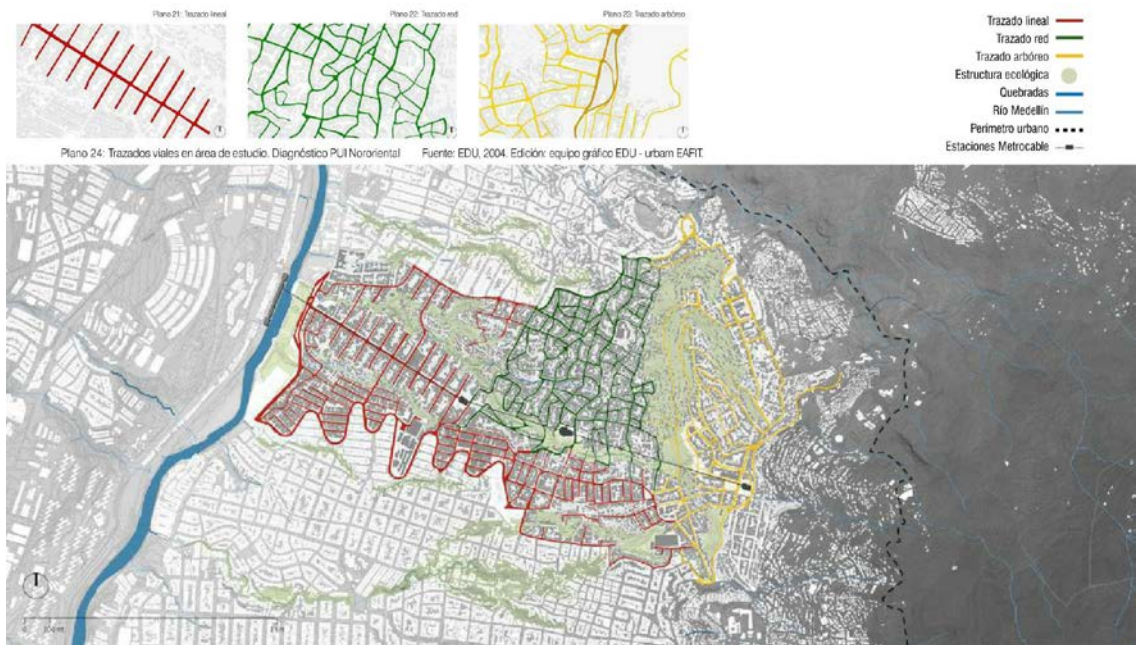 Plano 21: Trazado lineal
Plano 22: Trazado red
Plano 23: Trazado arbóreo
Trazado lineal
Trazado red
Trazado arbóreo
Estructura ecológica
Quebradas
Río Medellín
Perímetro urbano
Estaciones Metrocable
Plano 24: Trazados viales en área de estudio. Diagnóstico PUI Nororiental Fuente: EDU, 2004. Edición: equipo gráfico EDU - urbam EAFIT.